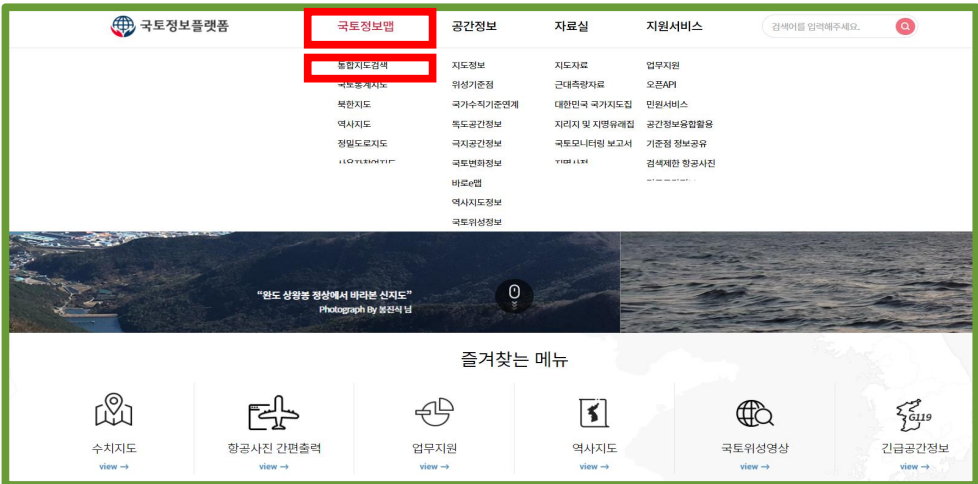 국토정보플랫폼
국토정보맵 공간정보 자료실 지원서비스 검색어를 입력해주세요.
통합지도검색 지도정보 지도자료 업무지원
국토통계지도 위성기준점 근대측량자료 오픈API
북한지도 국가수직기준연계 대한민국 국가지도집 민원서비스
역사지도 독도공간정보 지리지 및 지명유래집 공간정보융합활용
정밀도로지도 극지공간정보 국토모니터링 보고서 기준점 정보공유
국토변화정보 검색제한 항공사진
바로e맵
역사지도정보
국토위성정보
“완도 상왕봉 정상에서 바라본 신지도”
Photograph By 봉진석 님
즐겨찾는 메뉴
G119
수치지도 항공사진 간편출력 업무지원 역사지도 국토위성영상 긴급공간정보
view → view → view → view → view → view →